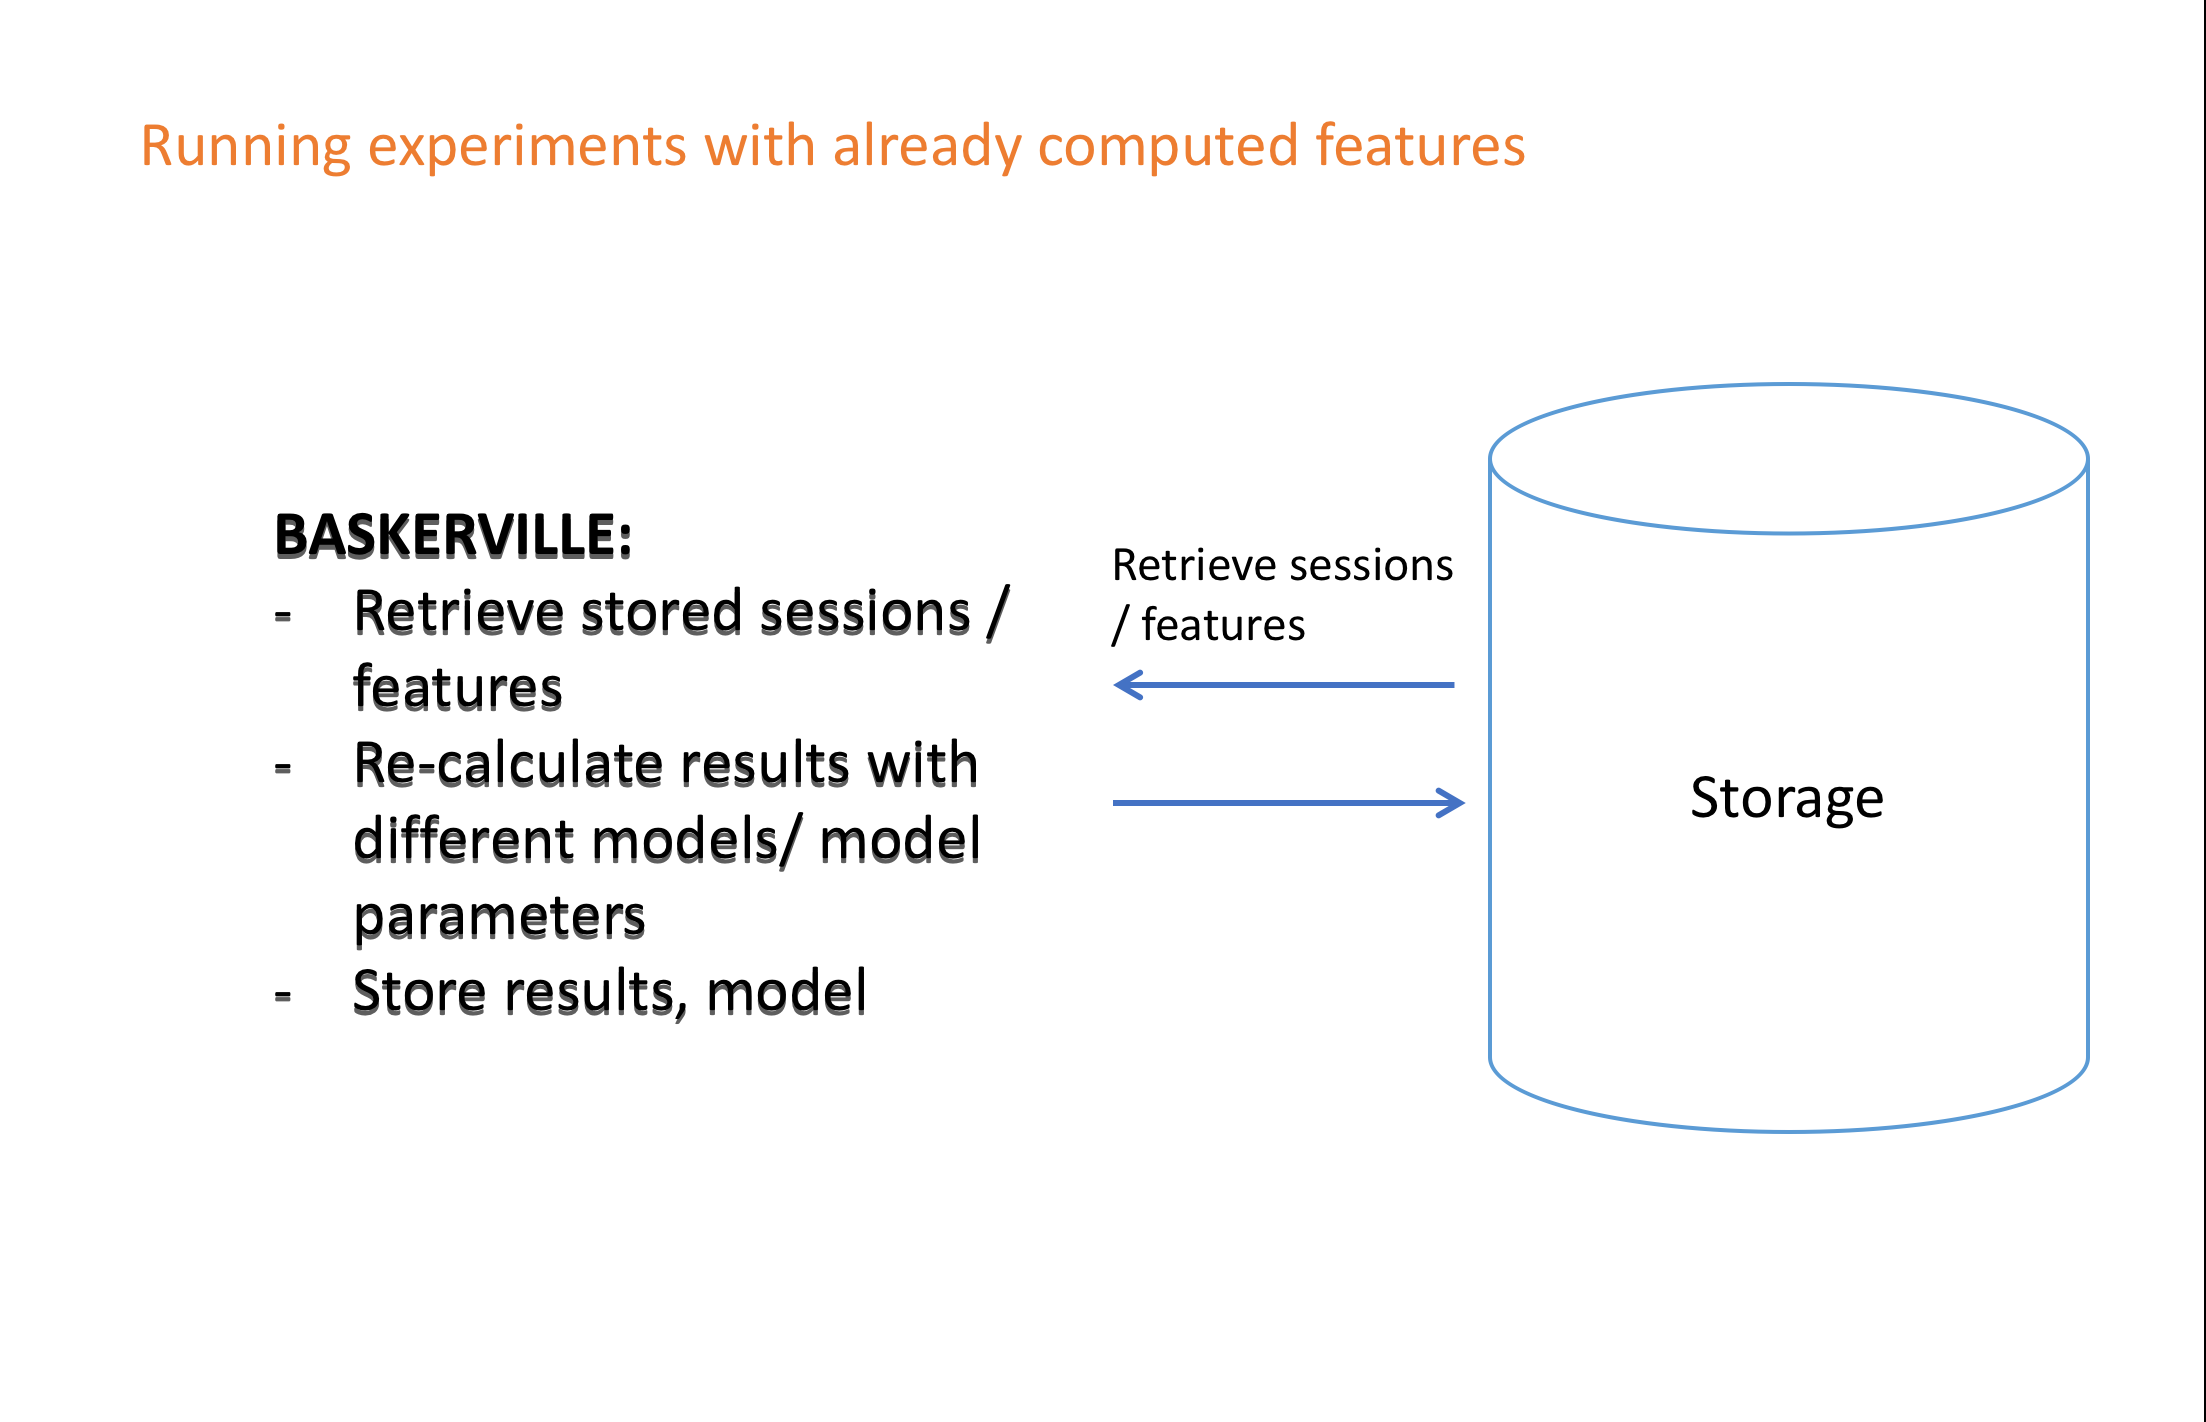 Running experiments with already computed features
BASKERVILLE:
- Retrieve stored sessions /
features
- Re-calculate results with
different models/ model
parameters
- Store results, model
Retrieve sessions
/ features
Storage